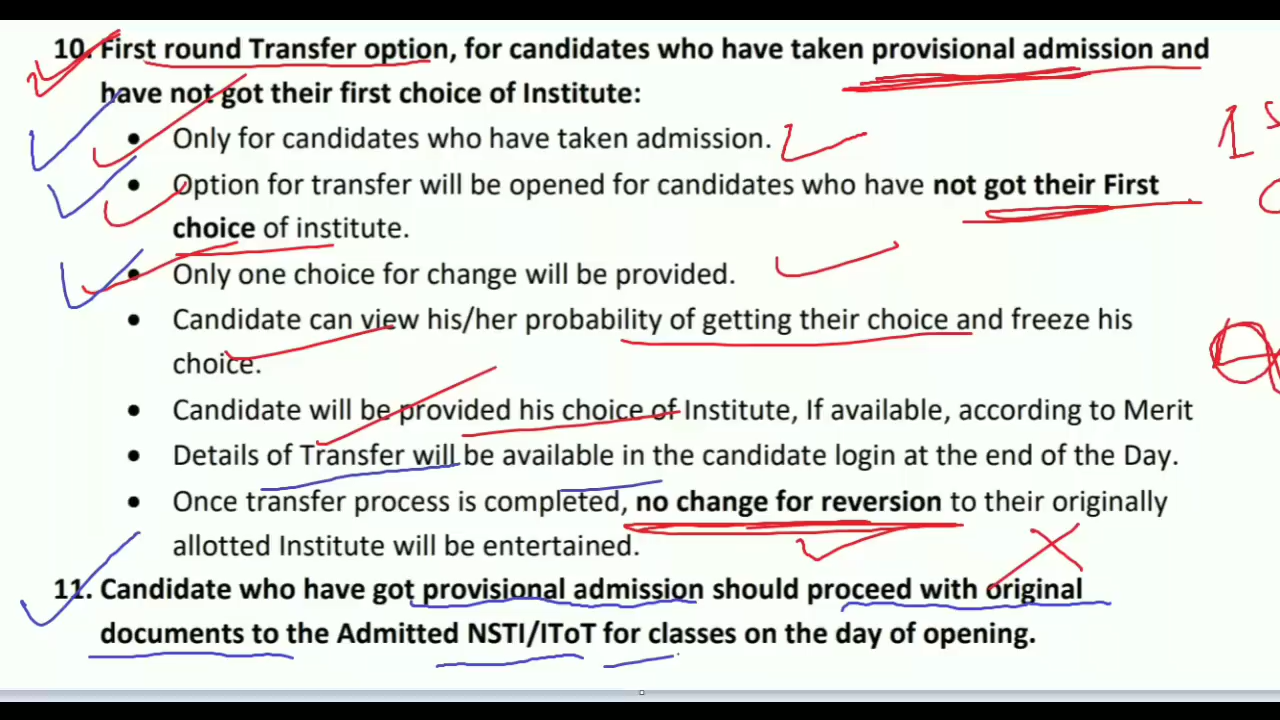 10. First round Transfer option, for candidates who have taken provisional admission and
have not got their first choice of Institute:
• Only for candidates who have taken admission.
• Option for transfer will be opened for candidates who have not got their First
choice of institute.
• Only one choice for change will be provided.
• Candidate can view his/her probability of getting their choice and freeze his
choice.
• Candidate will be provided his choice of Institute, If available, according to Merit
• Details of Transfer will be available in the candidate login at the end of the Day.
• Once transfer process is completed, no change for reversion to their originally
allotted Institute will be entertained.
11. Candidate who have got provisional admission should proceed with original
documents to the Admitted NSTI/IToT for classes on the day of opening.